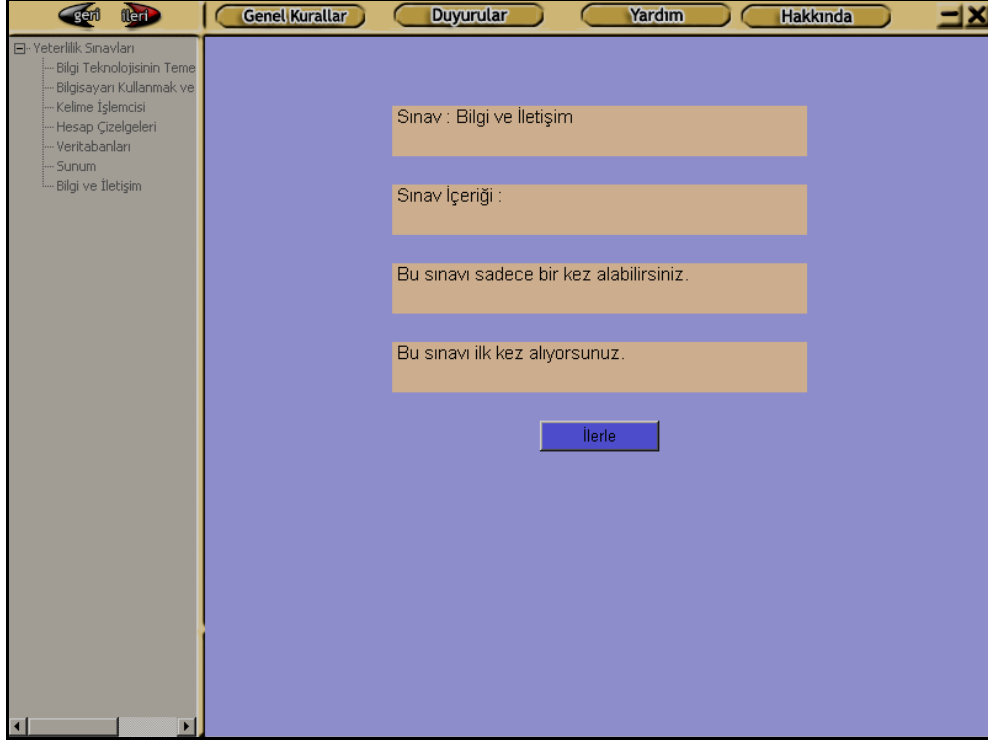 geri ileri Genel Kurallar Duyurular Yardım Hakkında
Yeterlilik Sınavları
Bilgi Teknolojisinin Teme
Bilgisayarı Kullanmak ve
Kelime İşlemcisi
Hesap Çizelgeleri
Veritabanları
Sunum
Bilgi ve İletişim
Sınav : Bilgi ve İletişim
Sınav İçeriği :
Bu sınavı sadece bir kez alabilirsiniz.
Bu sınavı ilk kez alıyorsunuz.
İlerle